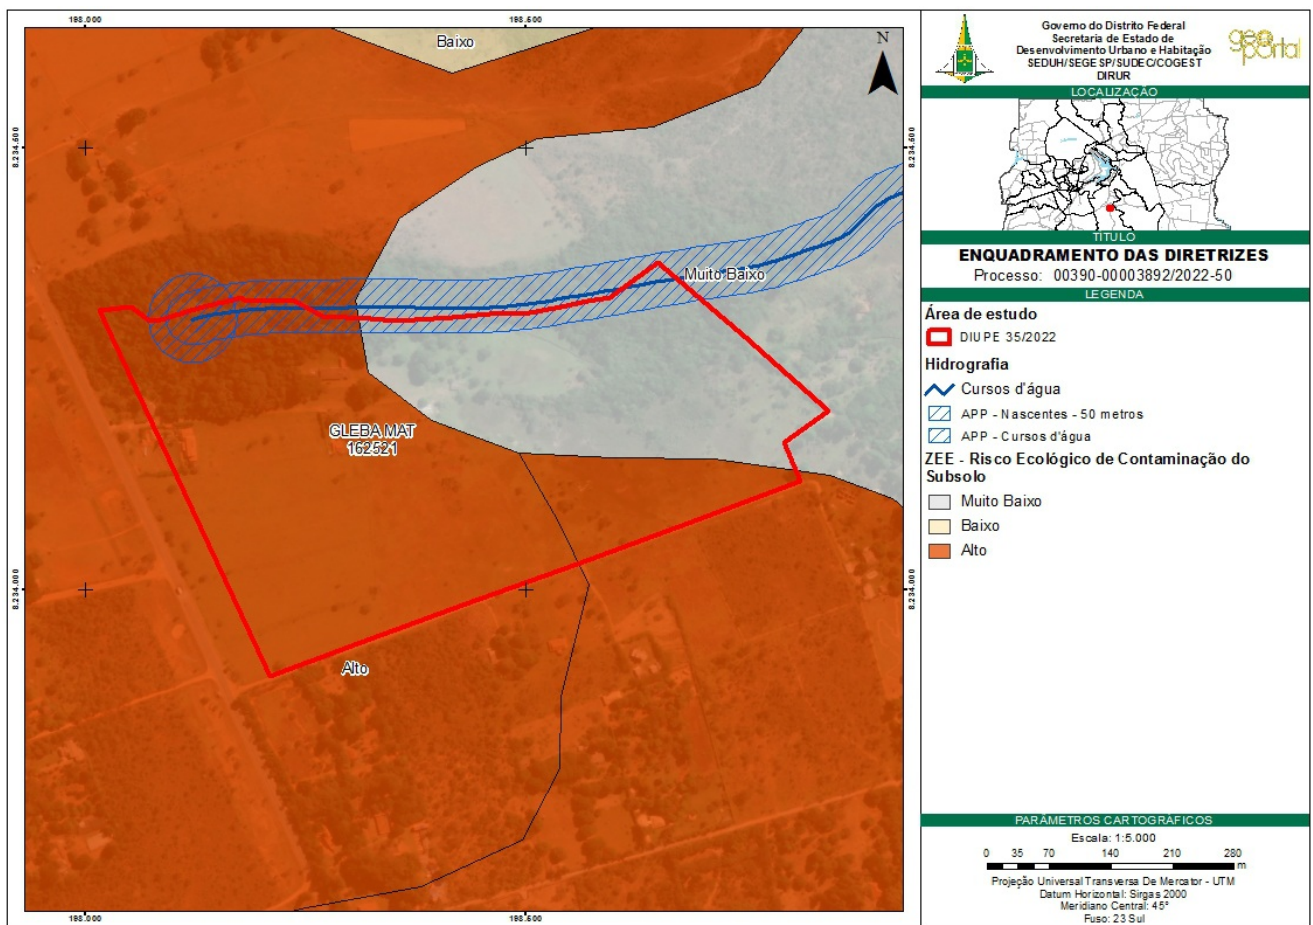 198.000
198.500
Baixo
N
8.234.500
8.234.500
Muito Baixo
GLEBA MAT
162521
8.234.000
8.234.000
Alto
198.000
198.500
Governo do Distrito Federal
Secretaria de Estado de
Desenvolvimento Urbano e Habitação
SEDUH/SEGESP/SUDEC/COGEST
DIRUR
geoportal
LOCALIZAÇÃO
TÍTULO
ENQUADRAMENTO DAS DIRETRIZES
Processo: 00390-00003892/2022-50
LEGENDA
Área de estudo
DIUPE 35/2022
Hidrografia
Cursos d'água
APP - Nascentes - 50 metros
APP - Cursos d'água
ZEE - Risco Ecológico de Contaminação do
Subsolo
Muito Baixo
Baixo
Alto
PARÂMETROS CARTOGRÁFICOS
Escala: 1:5.000
0 35 70 140 210 280
m
Projeção Universal Transversa De Mercator - UTM
Datum Horizontal: Sirgas 2000
Meridiano Central: 45°
Fuso: 23 Sul